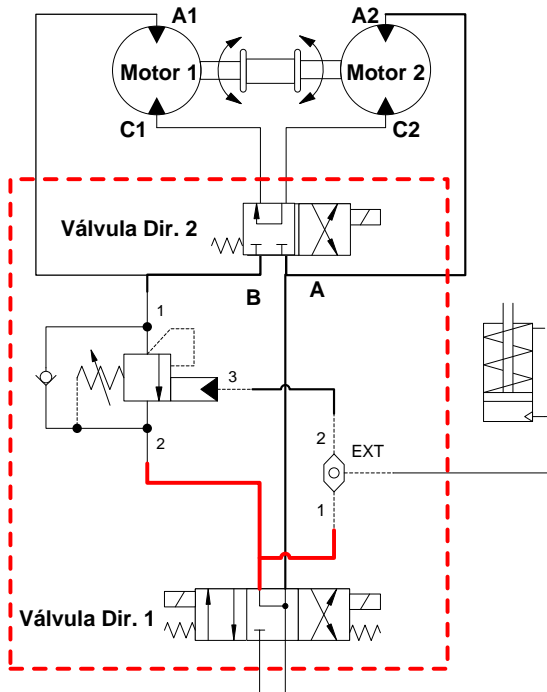 A1 A2
Motor 1 Motor 2
C1 C2
Válvula Dir. 2
B A
1
3
2
2 EXT
1
Válvula Dir. 1